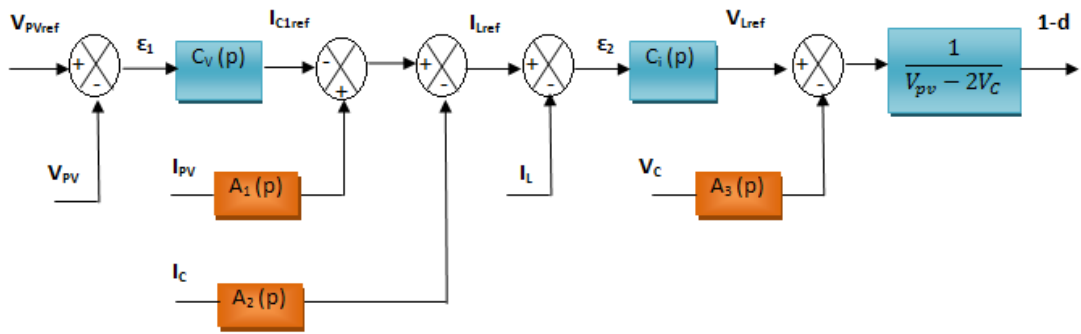 V_PVref
+
-
ε₁
C_V (p)
I_C1ref
-
+
+
-
I_Lref
+
-
ε₂
C_i (p)
V_Lref
+
-
1
V_pv − 2V_C
1-d
V_PV
I_PV
A₁ (p)
I_L
V_C
A₃ (p)
I_C
A₂ (p)